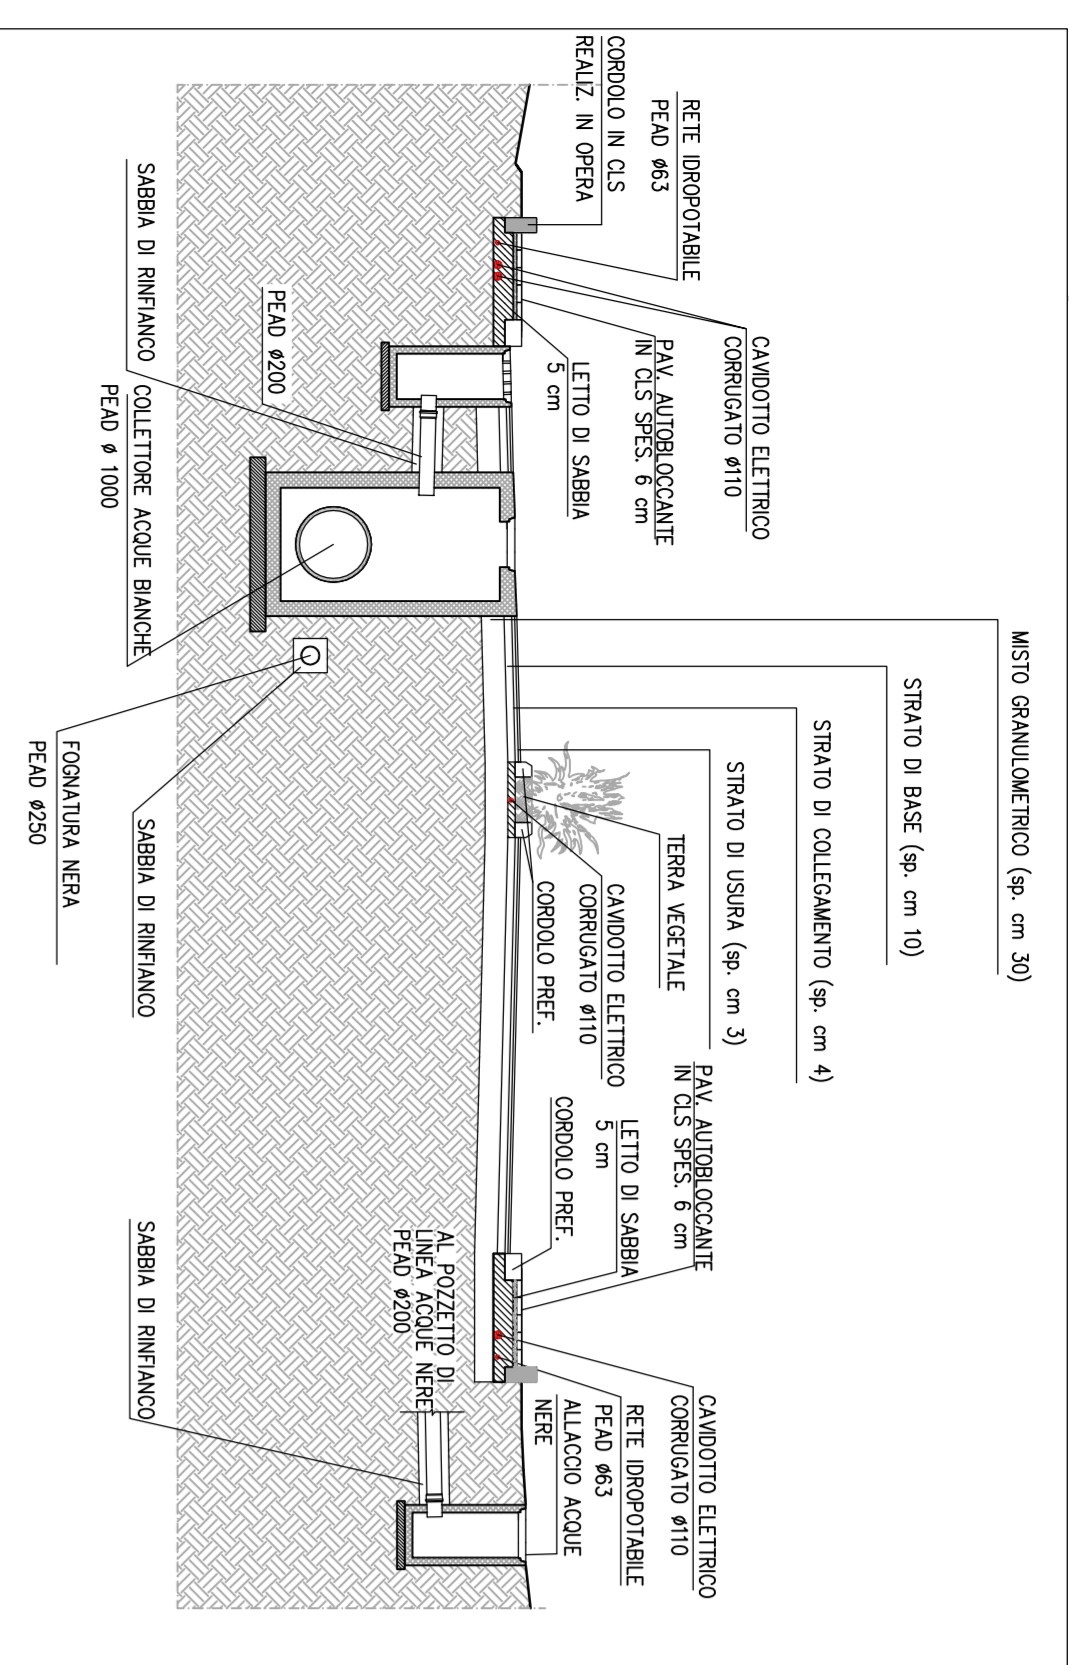 MISTO GRANULOMETRICO (sp. cm 30)
STRATO DI BASE (sp. cm 10)
STRATO DI COLLEGAMENTO (sp. cm 4)
STRATO DI USURA (sp. cm 3)
TERRA VEGETALE
CAVIDOTTO ELETTRICO
CORRUGATO ø110
CORDOLO PREF.
CAVIDOTTO ELETTRICO
CORRUGATO ø110
RETE IDROPOTABILE
PEAD ø63
PAV. AUTOBLOCCANTE
IN CLS SPES. 6 cm
CORDOLO IN CLS
REALIZ. IN OPERA
LETTO DI SABBIA
5 cm
PAV. AUTOBLOCCANTE
IN CLS SPES. 6 cm
LETTO DI SABBIA
5 cm
CORDOLO PREF.
CAVIDOTTO ELETTRICO
CORRUGATO ø110
RETE IDROPOTABILE
PEAD ø63
ALLACCIO ACQUE
NERE
AL POZZETTO DI
LINEA ACQUE NERE
PEAD ø200
PEAD ø200
SABBIA DI RINFIANCO
COLLETTORE ACQUE BIANCHE
PEAD ø 1000
SABBIA DI RINFIANCO
SABBIA DI RINFIANCO
FOGNATURA NERA
PEAD ø250